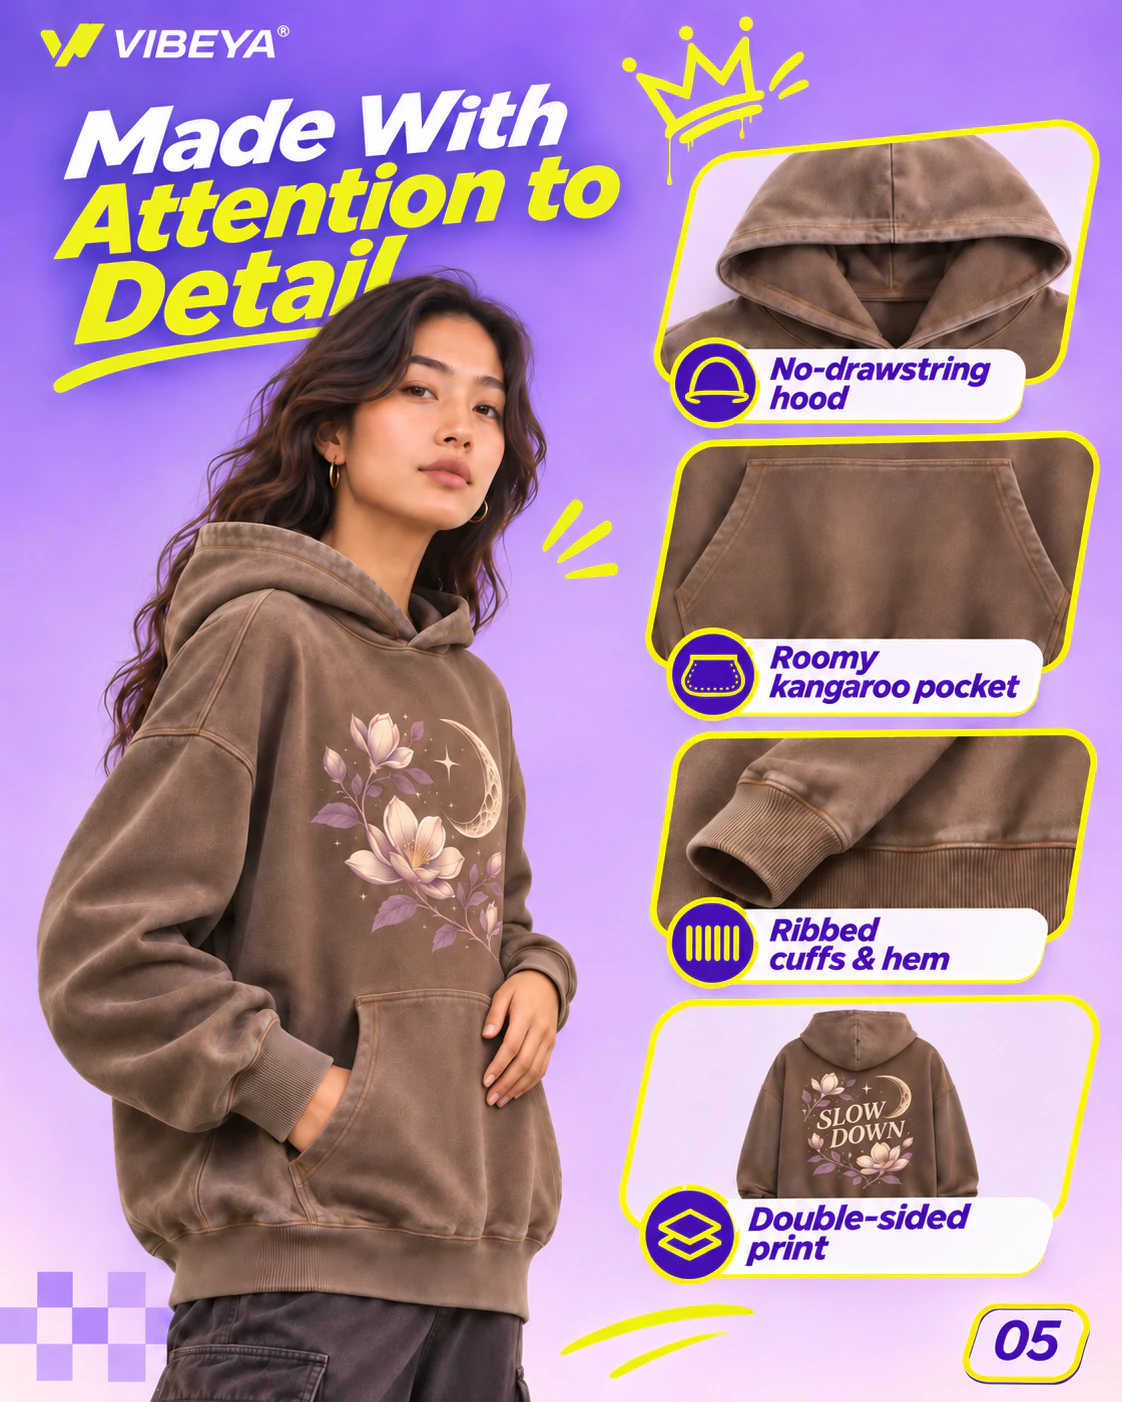 VIBEYA®
Made With
Attention to
Detail
No-drawstring
hood
Roomy
kangaroo pocket
Ribbed
cuffs & hem
SLOW
DOWN
Double-sided
print
05